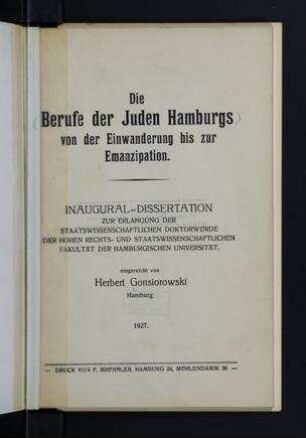 Die
Berufe der Juden Hamburgs
von der Einwanderung bis zur
Emanzipation.
INAUGURAL-DISSERTATION
ZUR ERLANGUNG DER
STAATSWISSENSCHAFTLICHEN DOKTORWÜRDE
DER HOHEN RECHTS- UND STAATSWISSENSCHAFTLICHEN
FAKULTÄT DER HAMBURGISCHEN UNIVERSITÄT,
eingereicht von
Herbert Gonsiorowski
Hamburg
1927.
— DRUCK VON F. HAMBURG 24, MÜHLENDAMM —